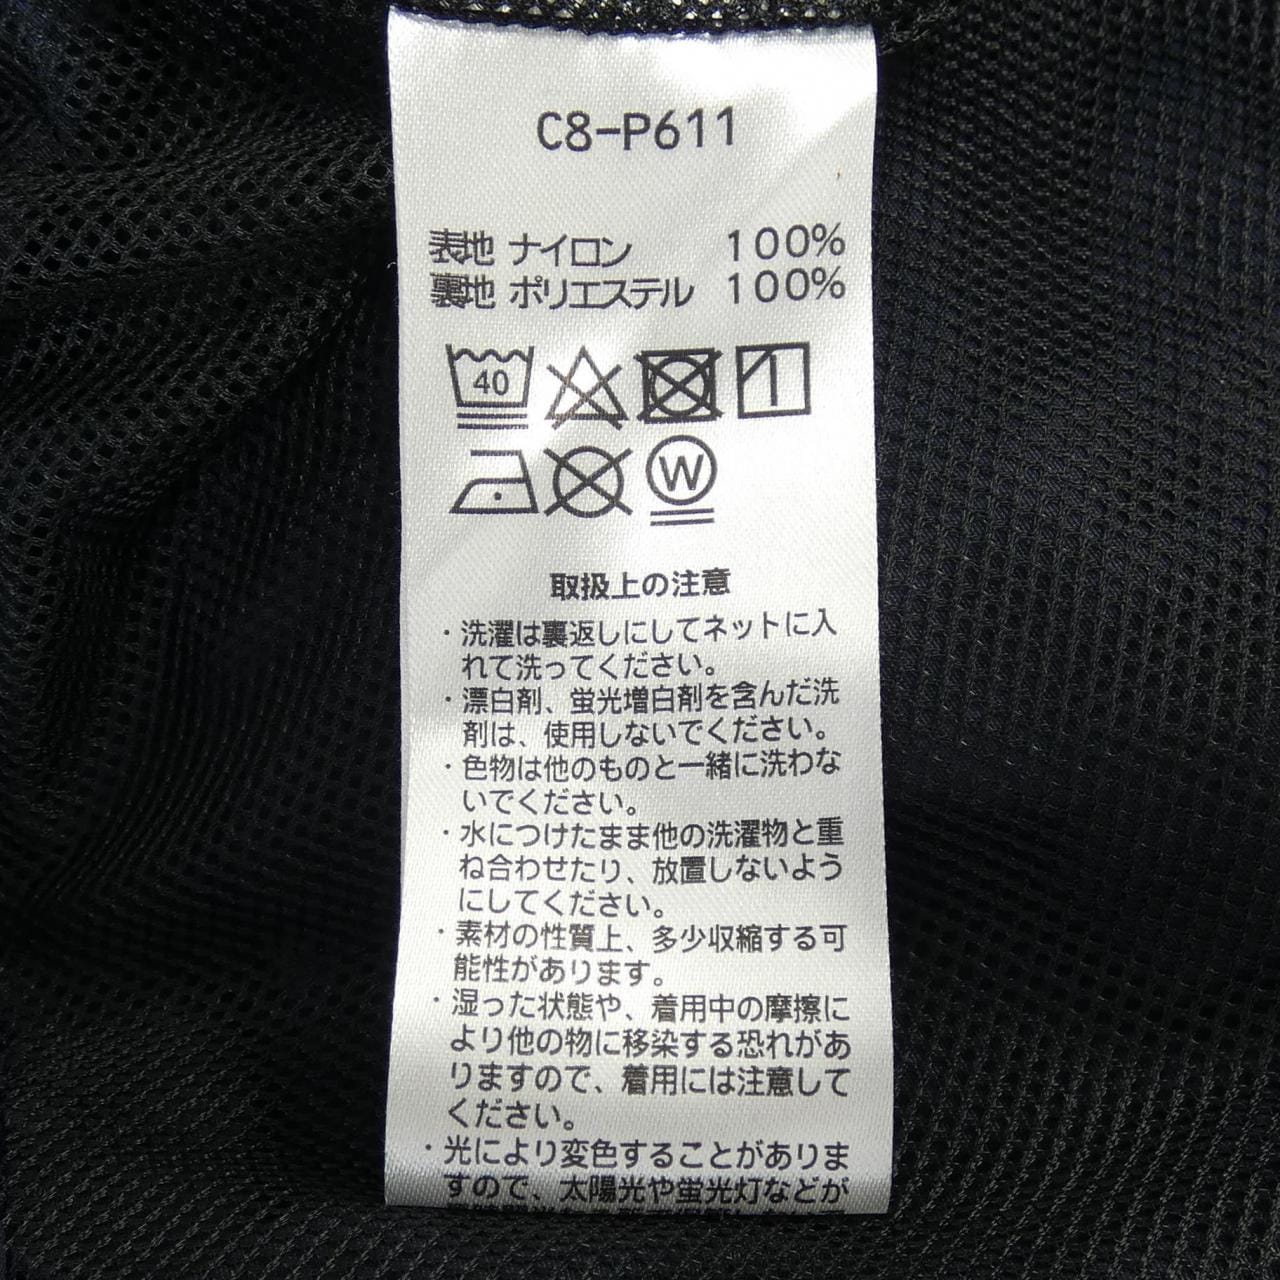 C8-P611
表地 ナイロン 100%
裏地 ポリエステル 100%
40
W
取扱上の注意
・洗濯は裏返しにしてネットに入
れて洗ってください。
・漂白剤、蛍光増白剤を含んだ洗
剤は、使用しないでください。
・色物は他のものと一緒に洗わな
いでください。
・水につけたまま他の洗濯物と重
ね合わせたり、放置しないよう
にしてください。
・素材の性質上、多少収縮する可
能性があります。
・湿った状態や、着用中の摩擦に
より他の物に移染する恐れがあ
りますので、着用には注意して
ください。
・光により変色することがありま
すので、太陽光や蛍光灯などが